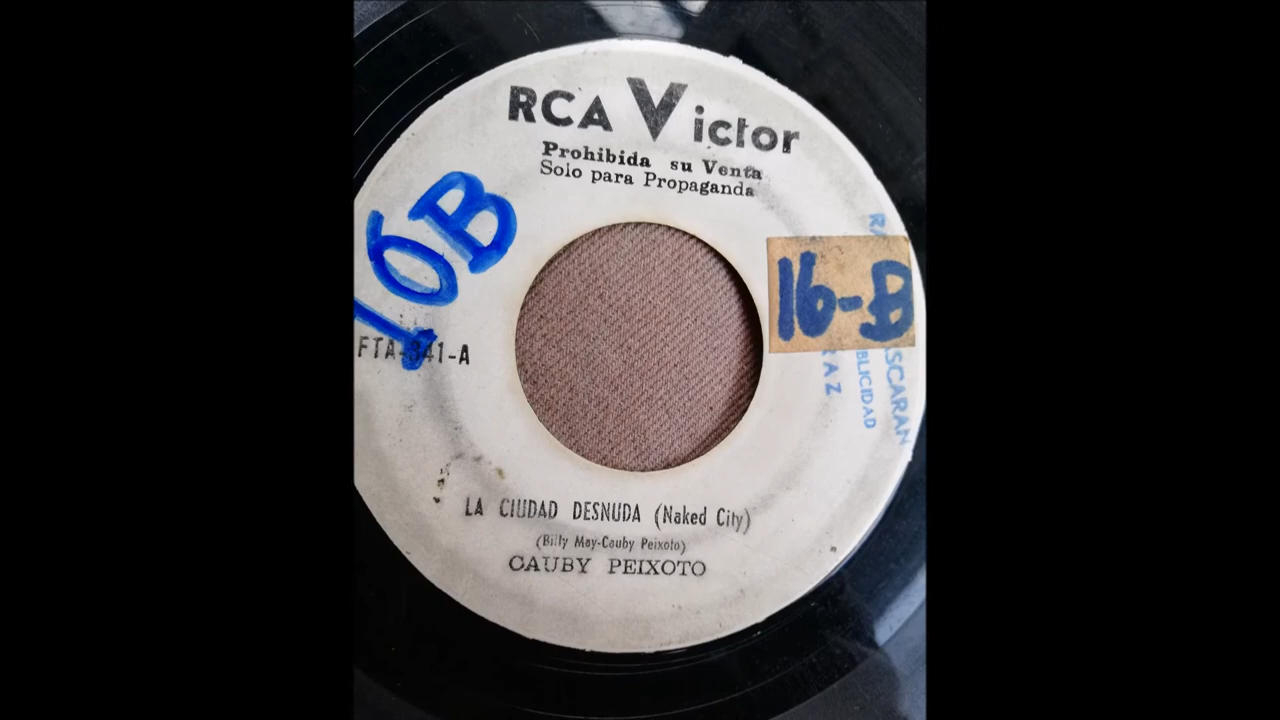 RCA Victor
Prohibida su Venta
Solo para Propaganda
10B
16-B
FTA-341-A
BLICIDAD
LA CIUDAD DESNUDA (Naked City)
(Billy May-Cauby Peixoto)
CAUBY PEIXOTO